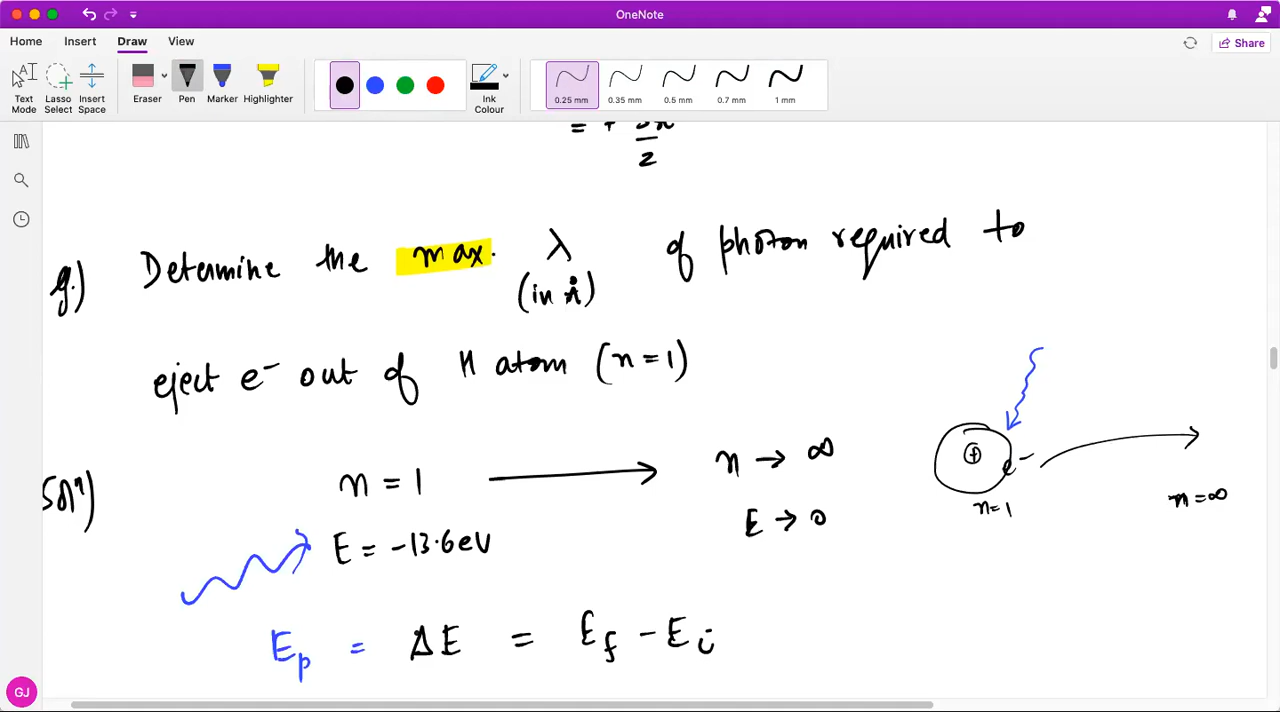 OneNote
Home Insert Draw View
Share
Text Mode
Lasso Select
Insert Space
Eraser
Pen
Marker
Highlighter
Ink Colour
0.25 mm
0.35 mm
0.5 mm
0.7 mm
1 mm
= +
2
g.) Determine the max. λ of photon required to
(in Å)
eject e⁻ out of H atom (n=1)
Solⁿ) n = 1 ⟶ n → ∞
E = -13.6eV E → 0
⊕ e⁻
n=1 n=∞
Ep = ΔE = Ef - Ei
GJ